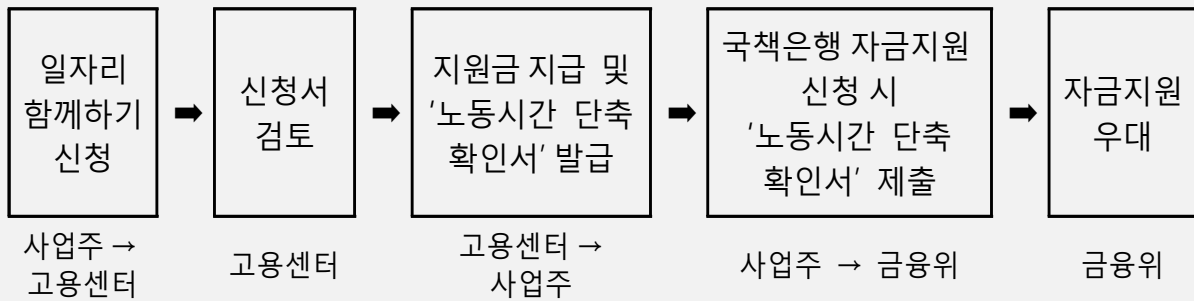 일자리
함께하기
신청
➡
신청서
검토
➡
지원금 지급 및
'노동시간 단축
확인서' 발급
➡
국책은행 자금지원
신청 시
'노동시간 단축
확인서' 제출
➡
자금지원
우대
사업주 →
고용센터
고용센터
고용센터 →
사업주
사업주 → 금융위
금융위